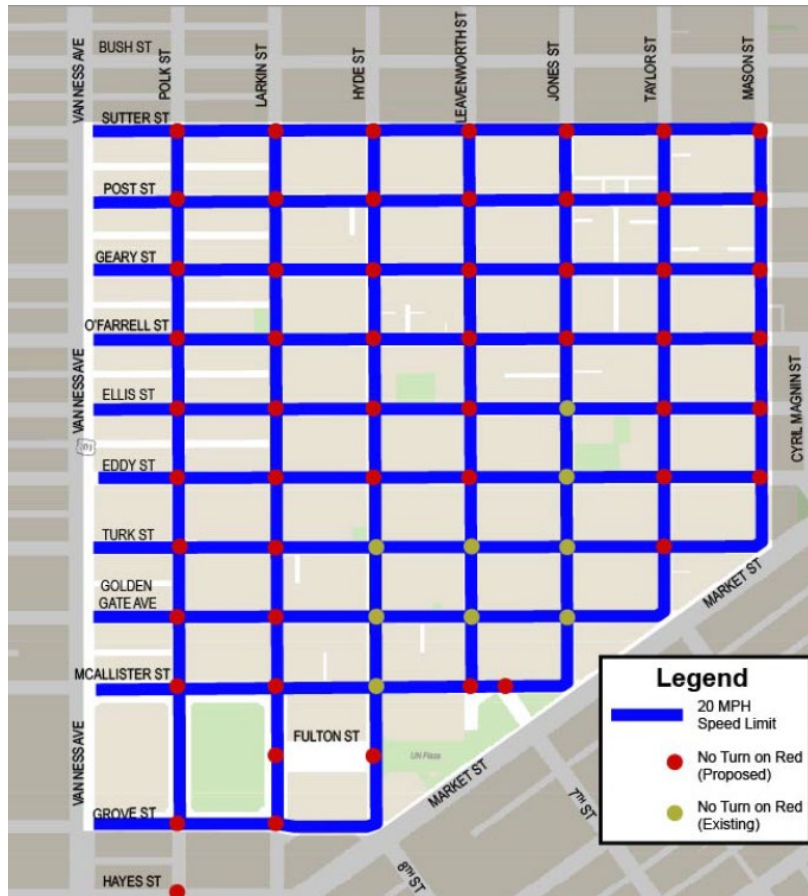 BUSH ST
VAN NESS AVE
POLK ST
LARKIN ST
HYDE ST
LEAVENWORTH ST
JONES ST
TAYLOR ST
MASON ST
SUTTER ST
POST ST
GEARY ST
O'FARRELL ST
VAN NESS AVE
ELLIS ST
CYRIL MAGNIN ST
101
EDDY ST
TURK ST
GOLDEN
GATE AVE
MARKET ST
MCALLISTER ST
FULTON ST
UN Plaza
VAN NESS AVE
MARKET ST
GROVE ST
7TH ST
8TH ST
HAYES ST
Legend
20 MPH
Speed Limit
No Turn on Red
(Proposed)
No Turn on Red
(Existing)